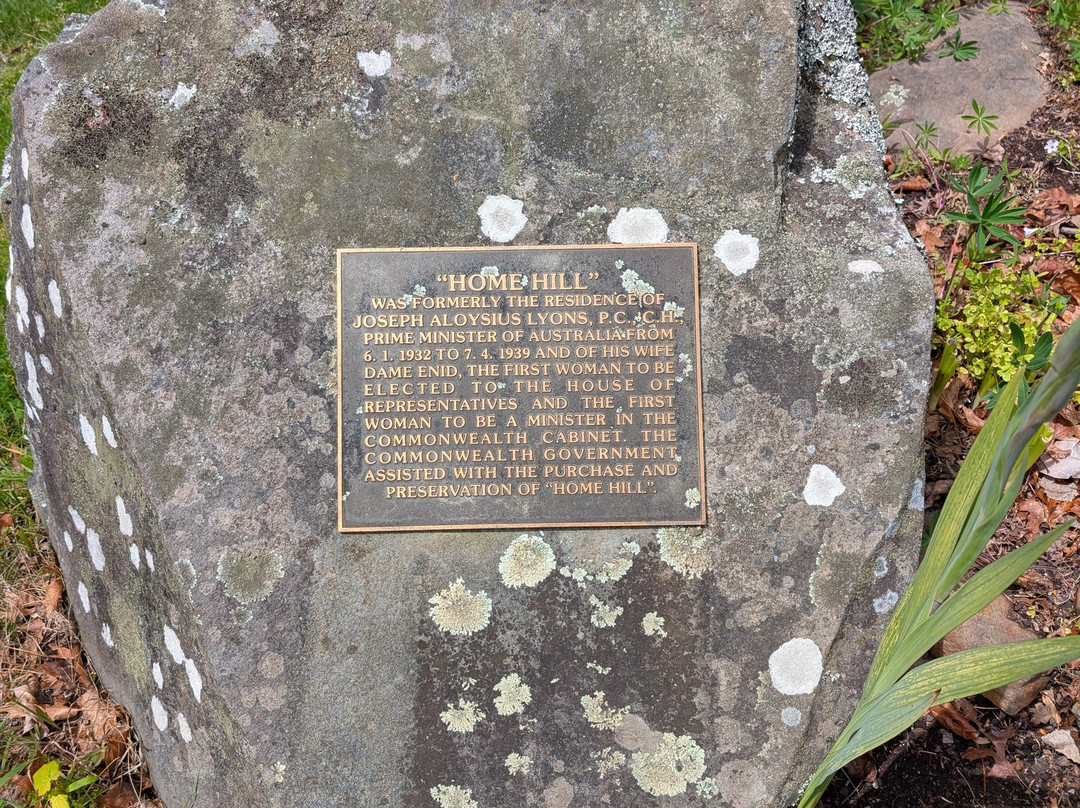 “HOME HILL”
WAS FORMERLY THE RESIDENCE OF
JOSEPH ALOYSIUS LYONS, P.C., C.H.,
PRIME MINISTER OF AUSTRALIA FROM
6. 1. 1932 TO 7. 4. 1939 AND OF HIS WIFE
DAME ENID, THE FIRST WOMAN TO BE
ELECTED TO THE HOUSE OF
REPRESENTATIVES AND THE FIRST
WOMAN TO BE A MINISTER IN THE
COMMONWEALTH CABINET. THE
COMMONWEALTH GOVERNMENT
ASSISTED WITH THE PURCHASE AND
PRESERVATION OF “HOME HILL”.